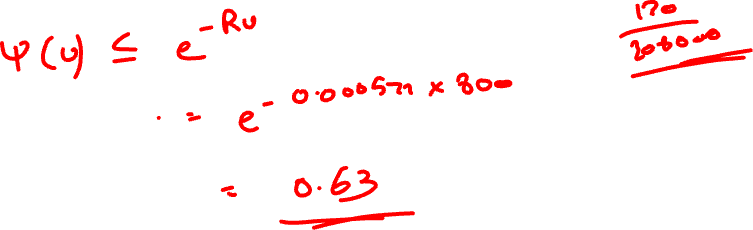 ψ(u) ≤ e^{-Ru}
= e^{-0.000577 × 800}
= 0.63
170
208000